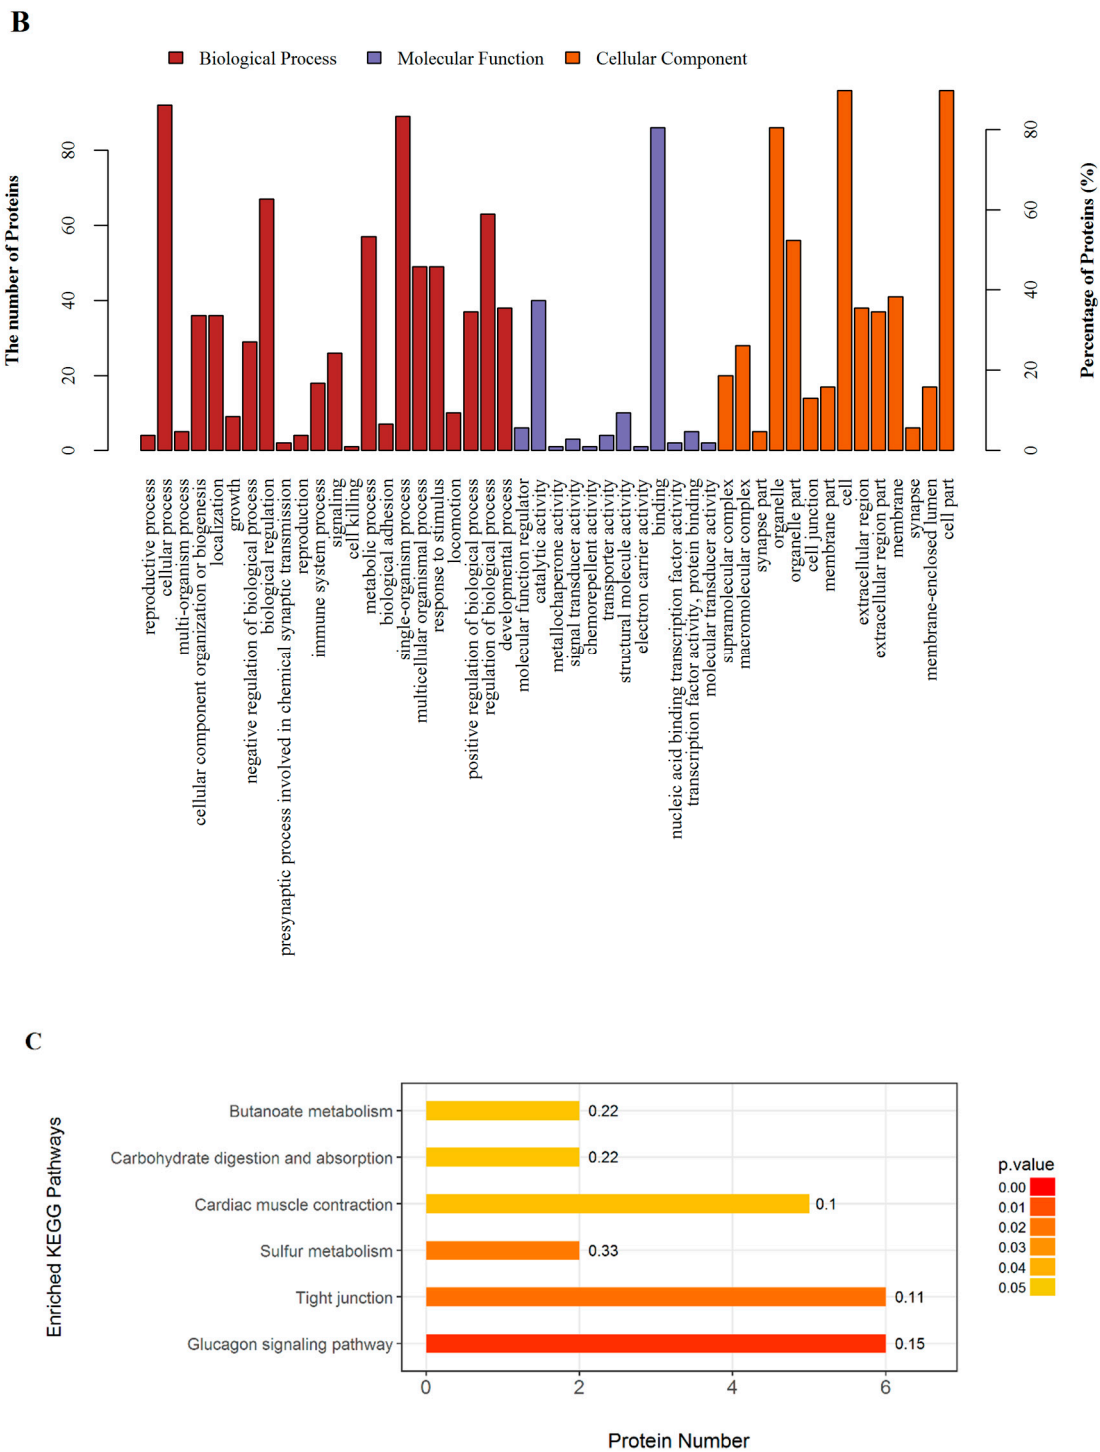 B
Biological Process
Molecular Function
Cellular Component
The number of Proteins
80
60
40
20
0
80
60
40
20
0
Percentage of Proteins (%)
reproductive process
cellular process
multi-organism process
cellular component organization or biogenesis
localization
growth
negative regulation of biological process
biological regulation
presynaptic process involved in chemical synaptic transmission
reproduction
immune system process
signaling
cell killing
metabolic process
biological adhesion
single-organism process
multicellular organismal process
response to stimulus
locomotion
positive regulation of biological process
regulation of biological process
developmental process
molecular function regulator
catalytic activity
metallochaperone activity
signal transducer activity
chemorepellent activity
transporter activity
structural molecule activity
electron carrier activity
binding
nucleic acid binding transcription factor activity
transcription factor activity, protein binding
molecular transducer activity
supramolecular complex
macromolecular complex
synapse part
organelle
organelle part
cell junction
membrane part
cell
extracellular region
extracellular region part
membrane
synapse
membrane-enclosed lumen
cell part
C
Enriched KEGG Pathways
Butanoate metabolism
0.22
Carbohydrate digestion and absorption
0.22
Cardiac muscle contraction
0.1
Sulfur metabolism
0.33
Tight junction
0.11
Glucagon signaling pathway
0.15
0
2
4
6
Protein Number
p.value
0.00
0.01
0.02
0.03
0.04
0.05